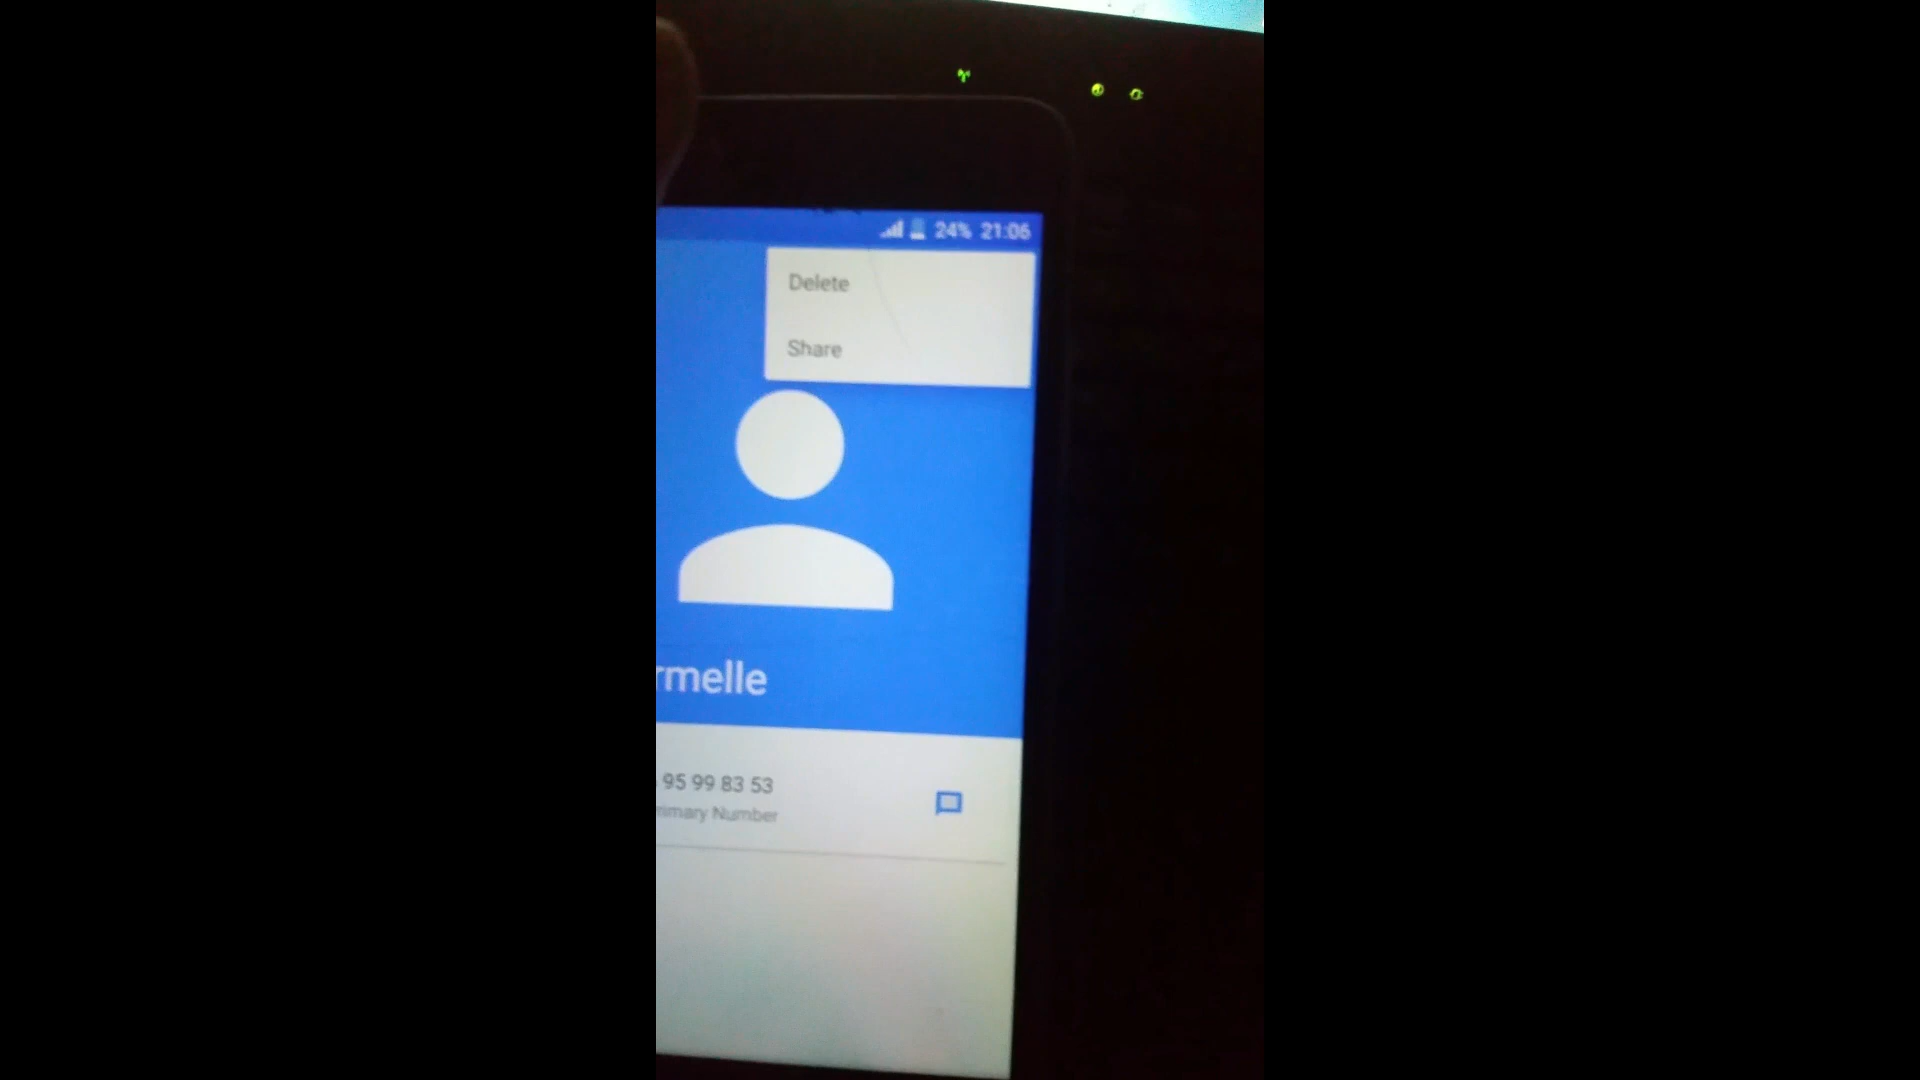 24% 21:06
Delete
Share
rmelle
95 99 83 53
rimary Number